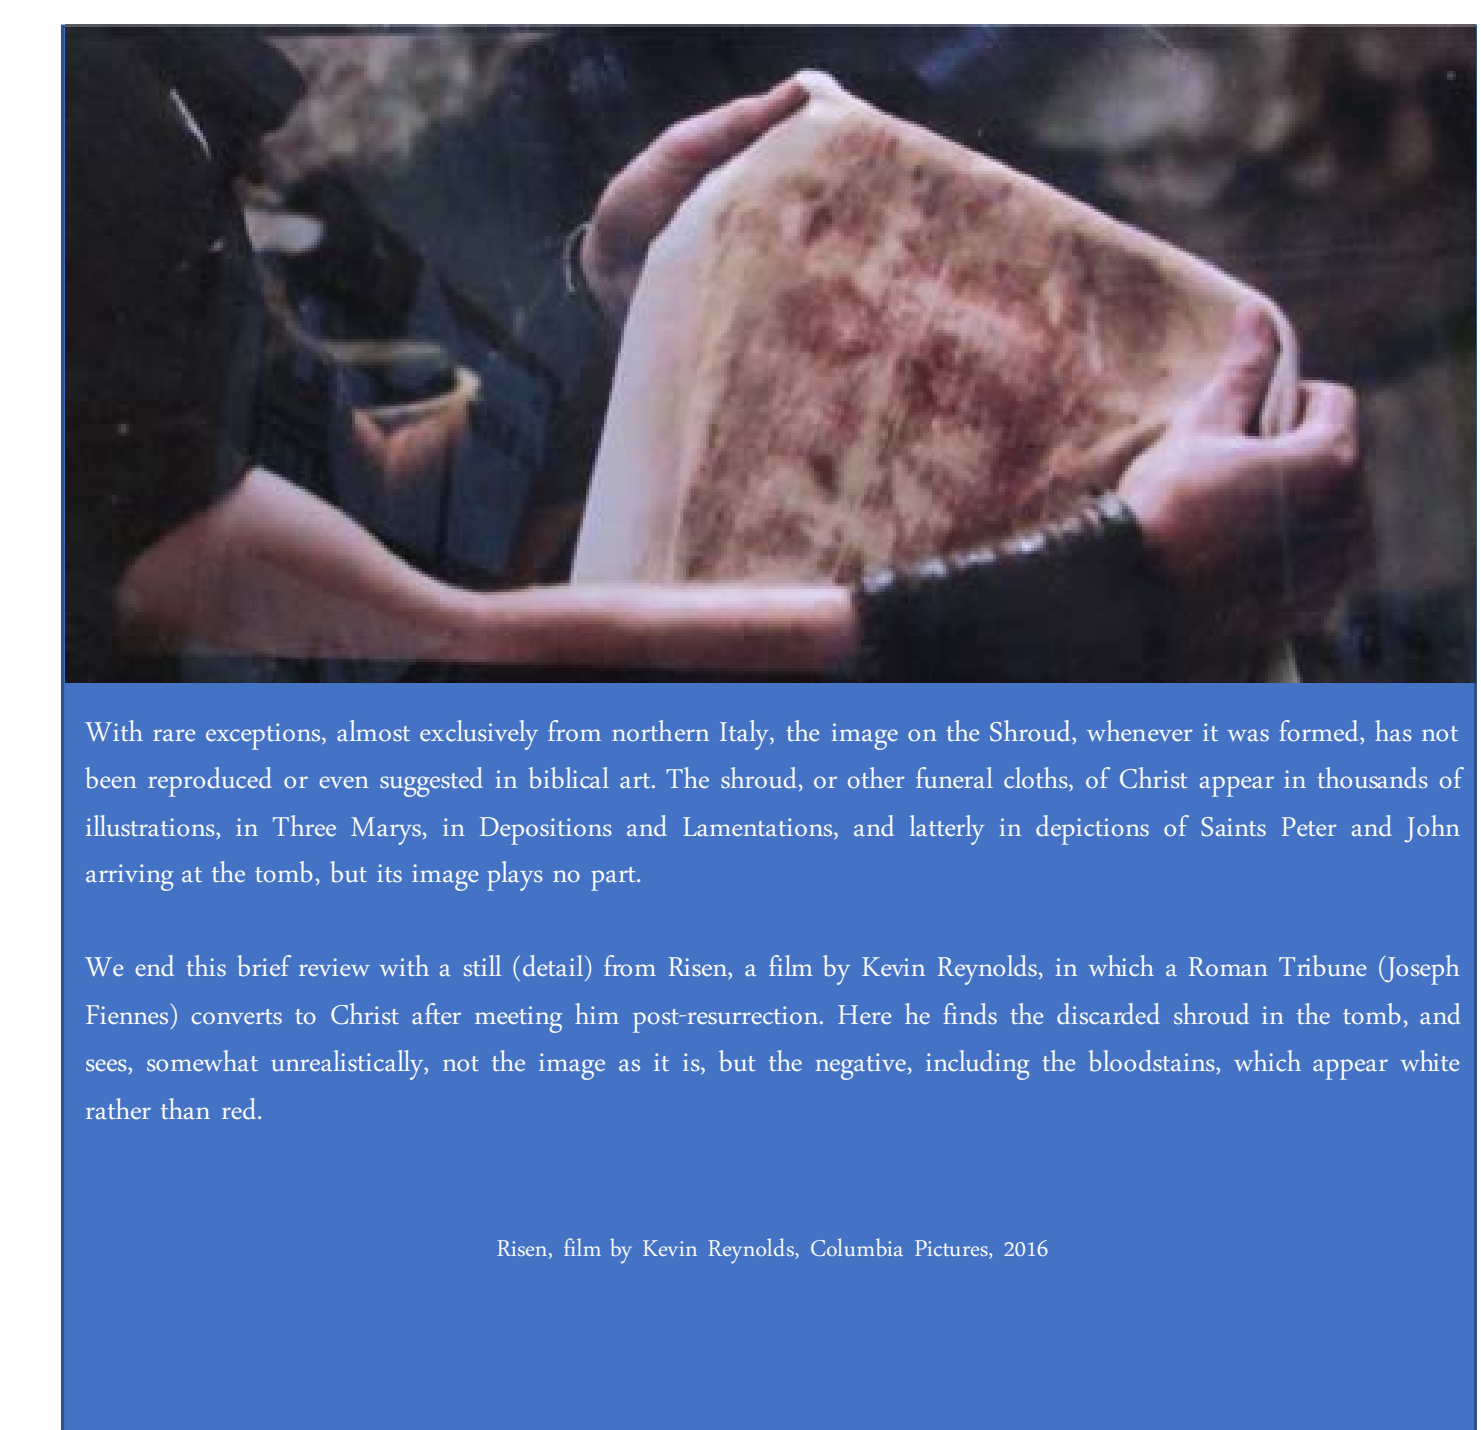 With rare exceptions, almost exclusively from northern Italy, the image on the Shroud, whenever it was formed, has not
been reproduced or even suggested in biblical art. The shroud, or other funeral cloths, of Christ appear in thousands of
illustrations, in Three Marys, in Depositions and Lamentations, and latterly in depictions of Saints Peter and John
arriving at the tomb, but its image plays no part.
We end this brief review with a still (detail) from Risen, a film by Kevin Reynolds, in which a Roman Tribune (Joseph
Fiennes) converts to Christ after meeting him post-resurrection. Here he finds the discarded shroud in the tomb, and
sees, somewhat unrealistically, not the image as it is, but the negative, including the bloodstains, which appear white
rather than red.
Risen, film by Kevin Reynolds, Columbia Pictures, 2016